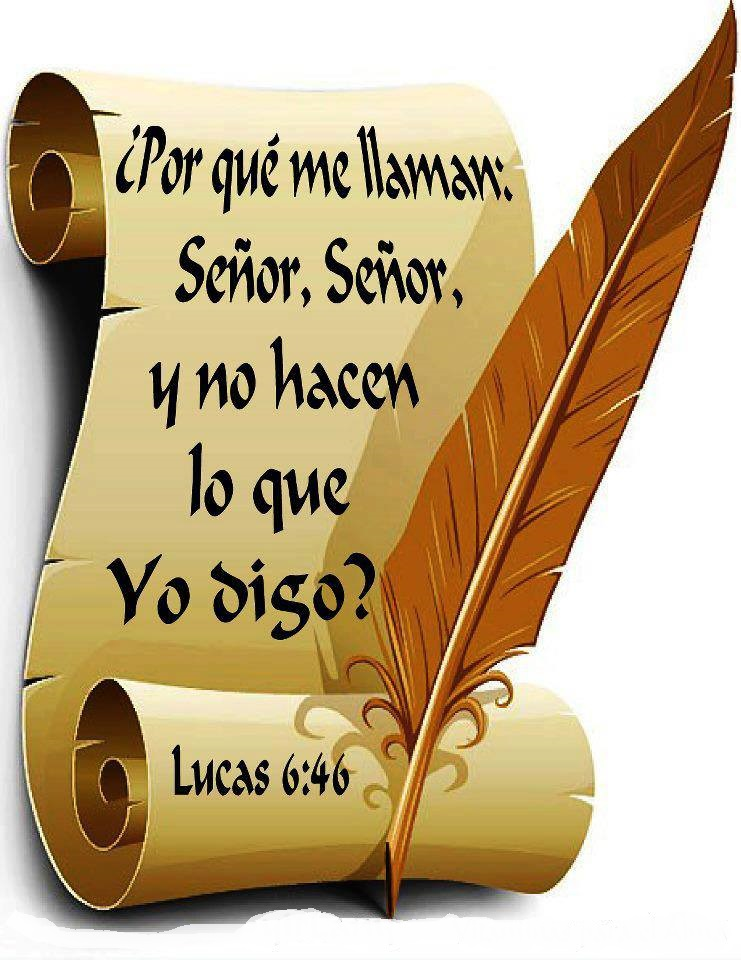 ¿Por qué me llaman:
Señor, Señor,
y no hacen
lo que
Yo digo?
Lucas 6:46